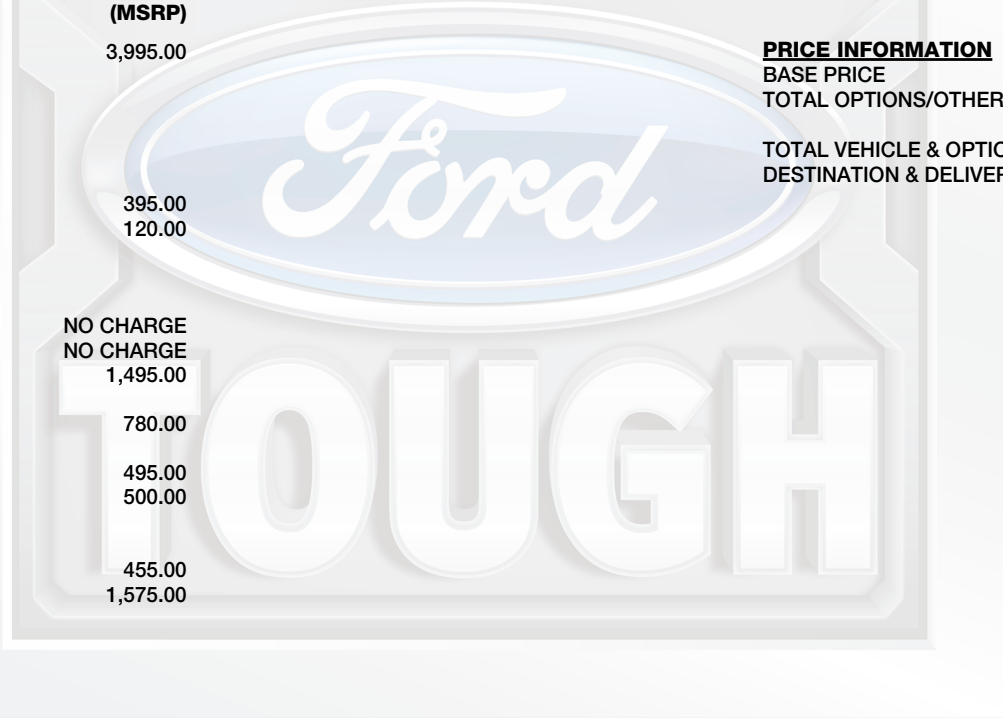 (MSRP)
3,995.00
395.00
120.00
NO CHARGE
NO CHARGE
1,495.00
780.00
495.00
500.00
455.00
1,575.00
PRICE INFORMATION
BASE PRICE
TOTAL OPTIONS/OTHER
TOTAL VEHICLE & OPTIO
DESTINATION & DELIVER
Ford
TOUGH